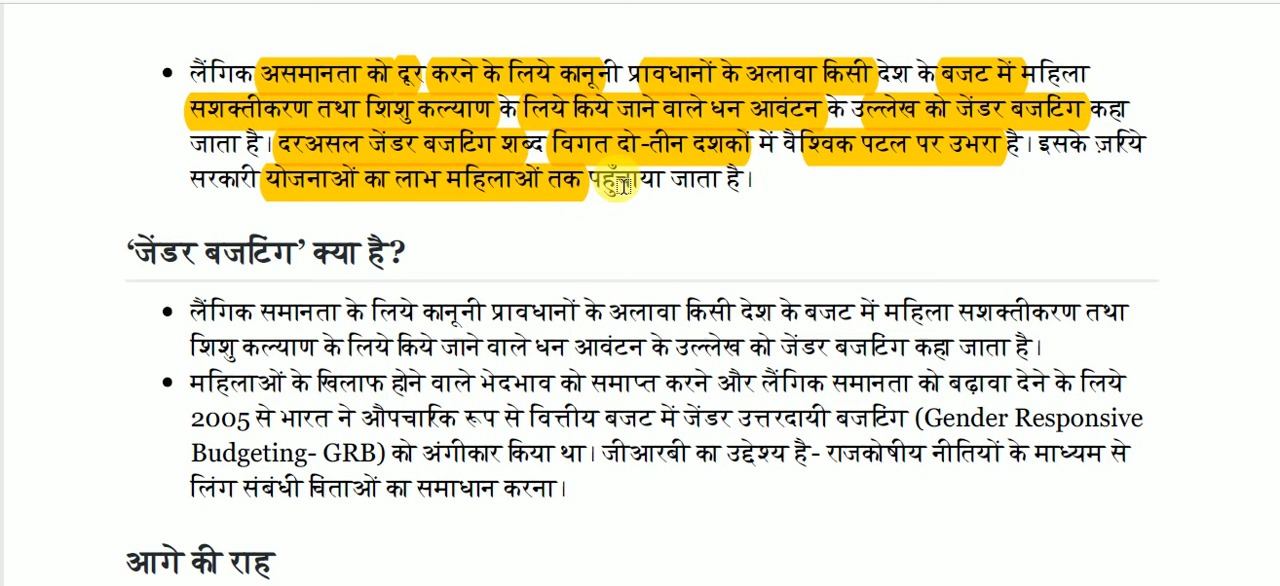 लैंगिक असमानता को दूर करने के लिये कानूनी प्रावधानों के अलावा किसी देश के बजट में महिला
सशक्तीकरण तथा शिशु कल्याण के लिये किये जाने वाले धन आवंटन के उल्लेख को जेंडर बजटिंग कहा
जाता है। दरअसल जेंडर बजटिंग शब्द विगत दो-तीन दशकों में वैश्विक पटल पर उभरा है। इसके ज़रिये
सरकारी योजनाओं का लाभ महिलाओं तक पहुँचाया जाता है।
‘जेंडर बजटिंग’ क्या है?
लैंगिक समानता के लिये कानूनी प्रावधानों के अलावा किसी देश के बजट में महिला सशक्तीकरण तथा
शिशु कल्याण के लिये किये जाने वाले धन आवंटन के उल्लेख को जेंडर बजटिंग कहा जाता है।
महिलाओं के खिलाफ होने वाले भेदभाव को समाप्त करने और लैंगिक समानता को बढ़ावा देने के लिये
2005 से भारत ने औपचारिक रूप से वित्तीय बजट में जेंडर उत्तरदायी बजटिंग (Gender Responsive
Budgeting- GRB) को अंगीकार किया था। जीआरबी का उद्देश्य है- राजकोषीय नीतियों के माध्यम से
लिंग संबंधी चिंताओं का समाधान करना।
आगे की राह